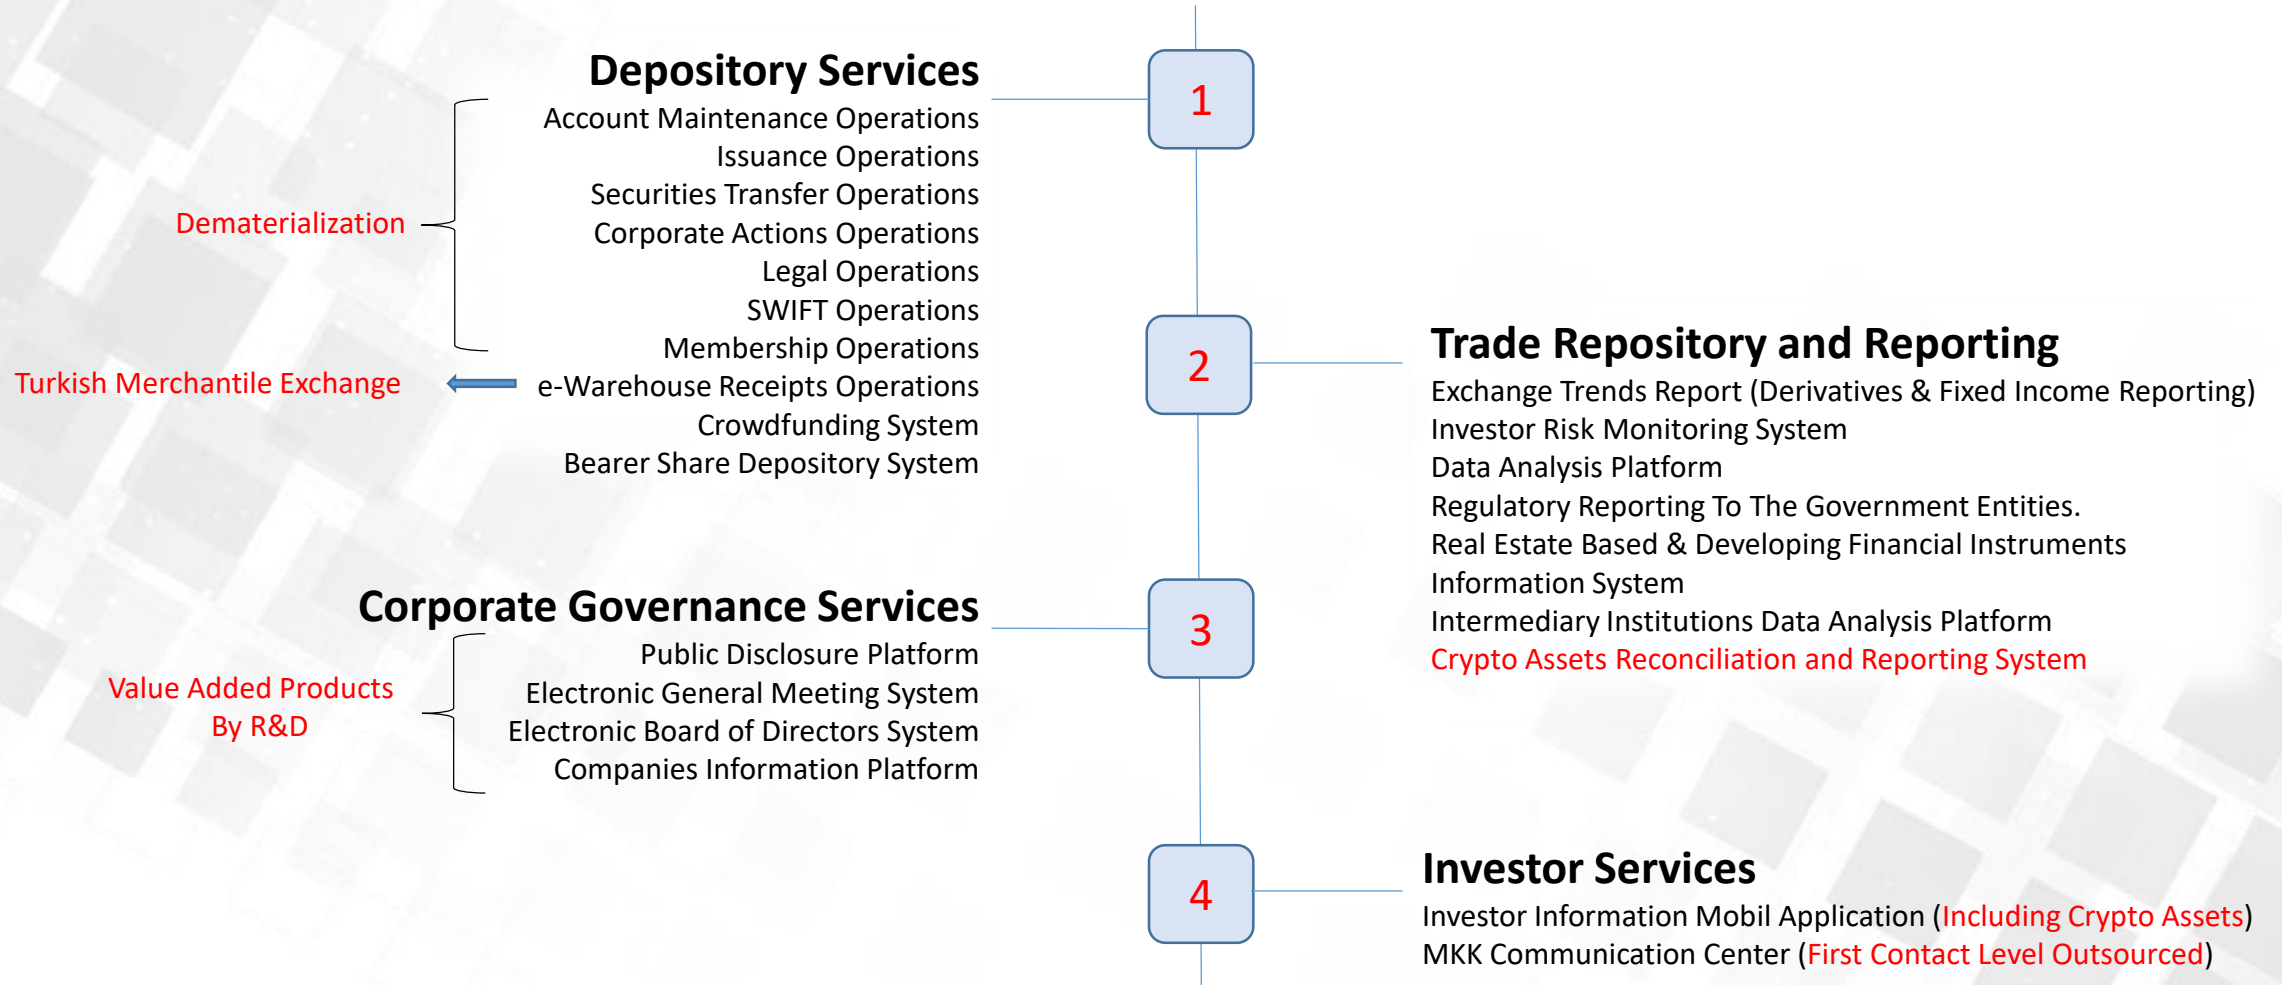 1
Depository Services
Account Maintenance Operations
Issuance Operations
Securities Transfer Operations
Corporate Actions Operations
Legal Operations
SWIFT Operations
Membership Operations
e-Warehouse Receipts Operations
Crowdfunding System
Bearer Share Depository System
Dematerialization
Turkish Merchantile Exchange
2
Trade Repository and Reporting
Exchange Trends Report (Derivatives & Fixed Income Reporting)
Investor Risk Monitoring System
Data Analysis Platform
Regulatory Reporting To The Government Entities.
Real Estate Based & Developing Financial Instruments
Information System
Intermediary Institutions Data Analysis Platform
Crypto Assets Reconciliation and Reporting System
3
Corporate Governance Services
Public Disclosure Platform
Electronic General Meeting System
Electronic Board of Directors System
Companies Information Platform
Value Added Products
By R&D
4
Investor Services
Investor Information Mobil Application (Including Crypto Assets)
MKK Communication Center (First Contact Level Outsourced)